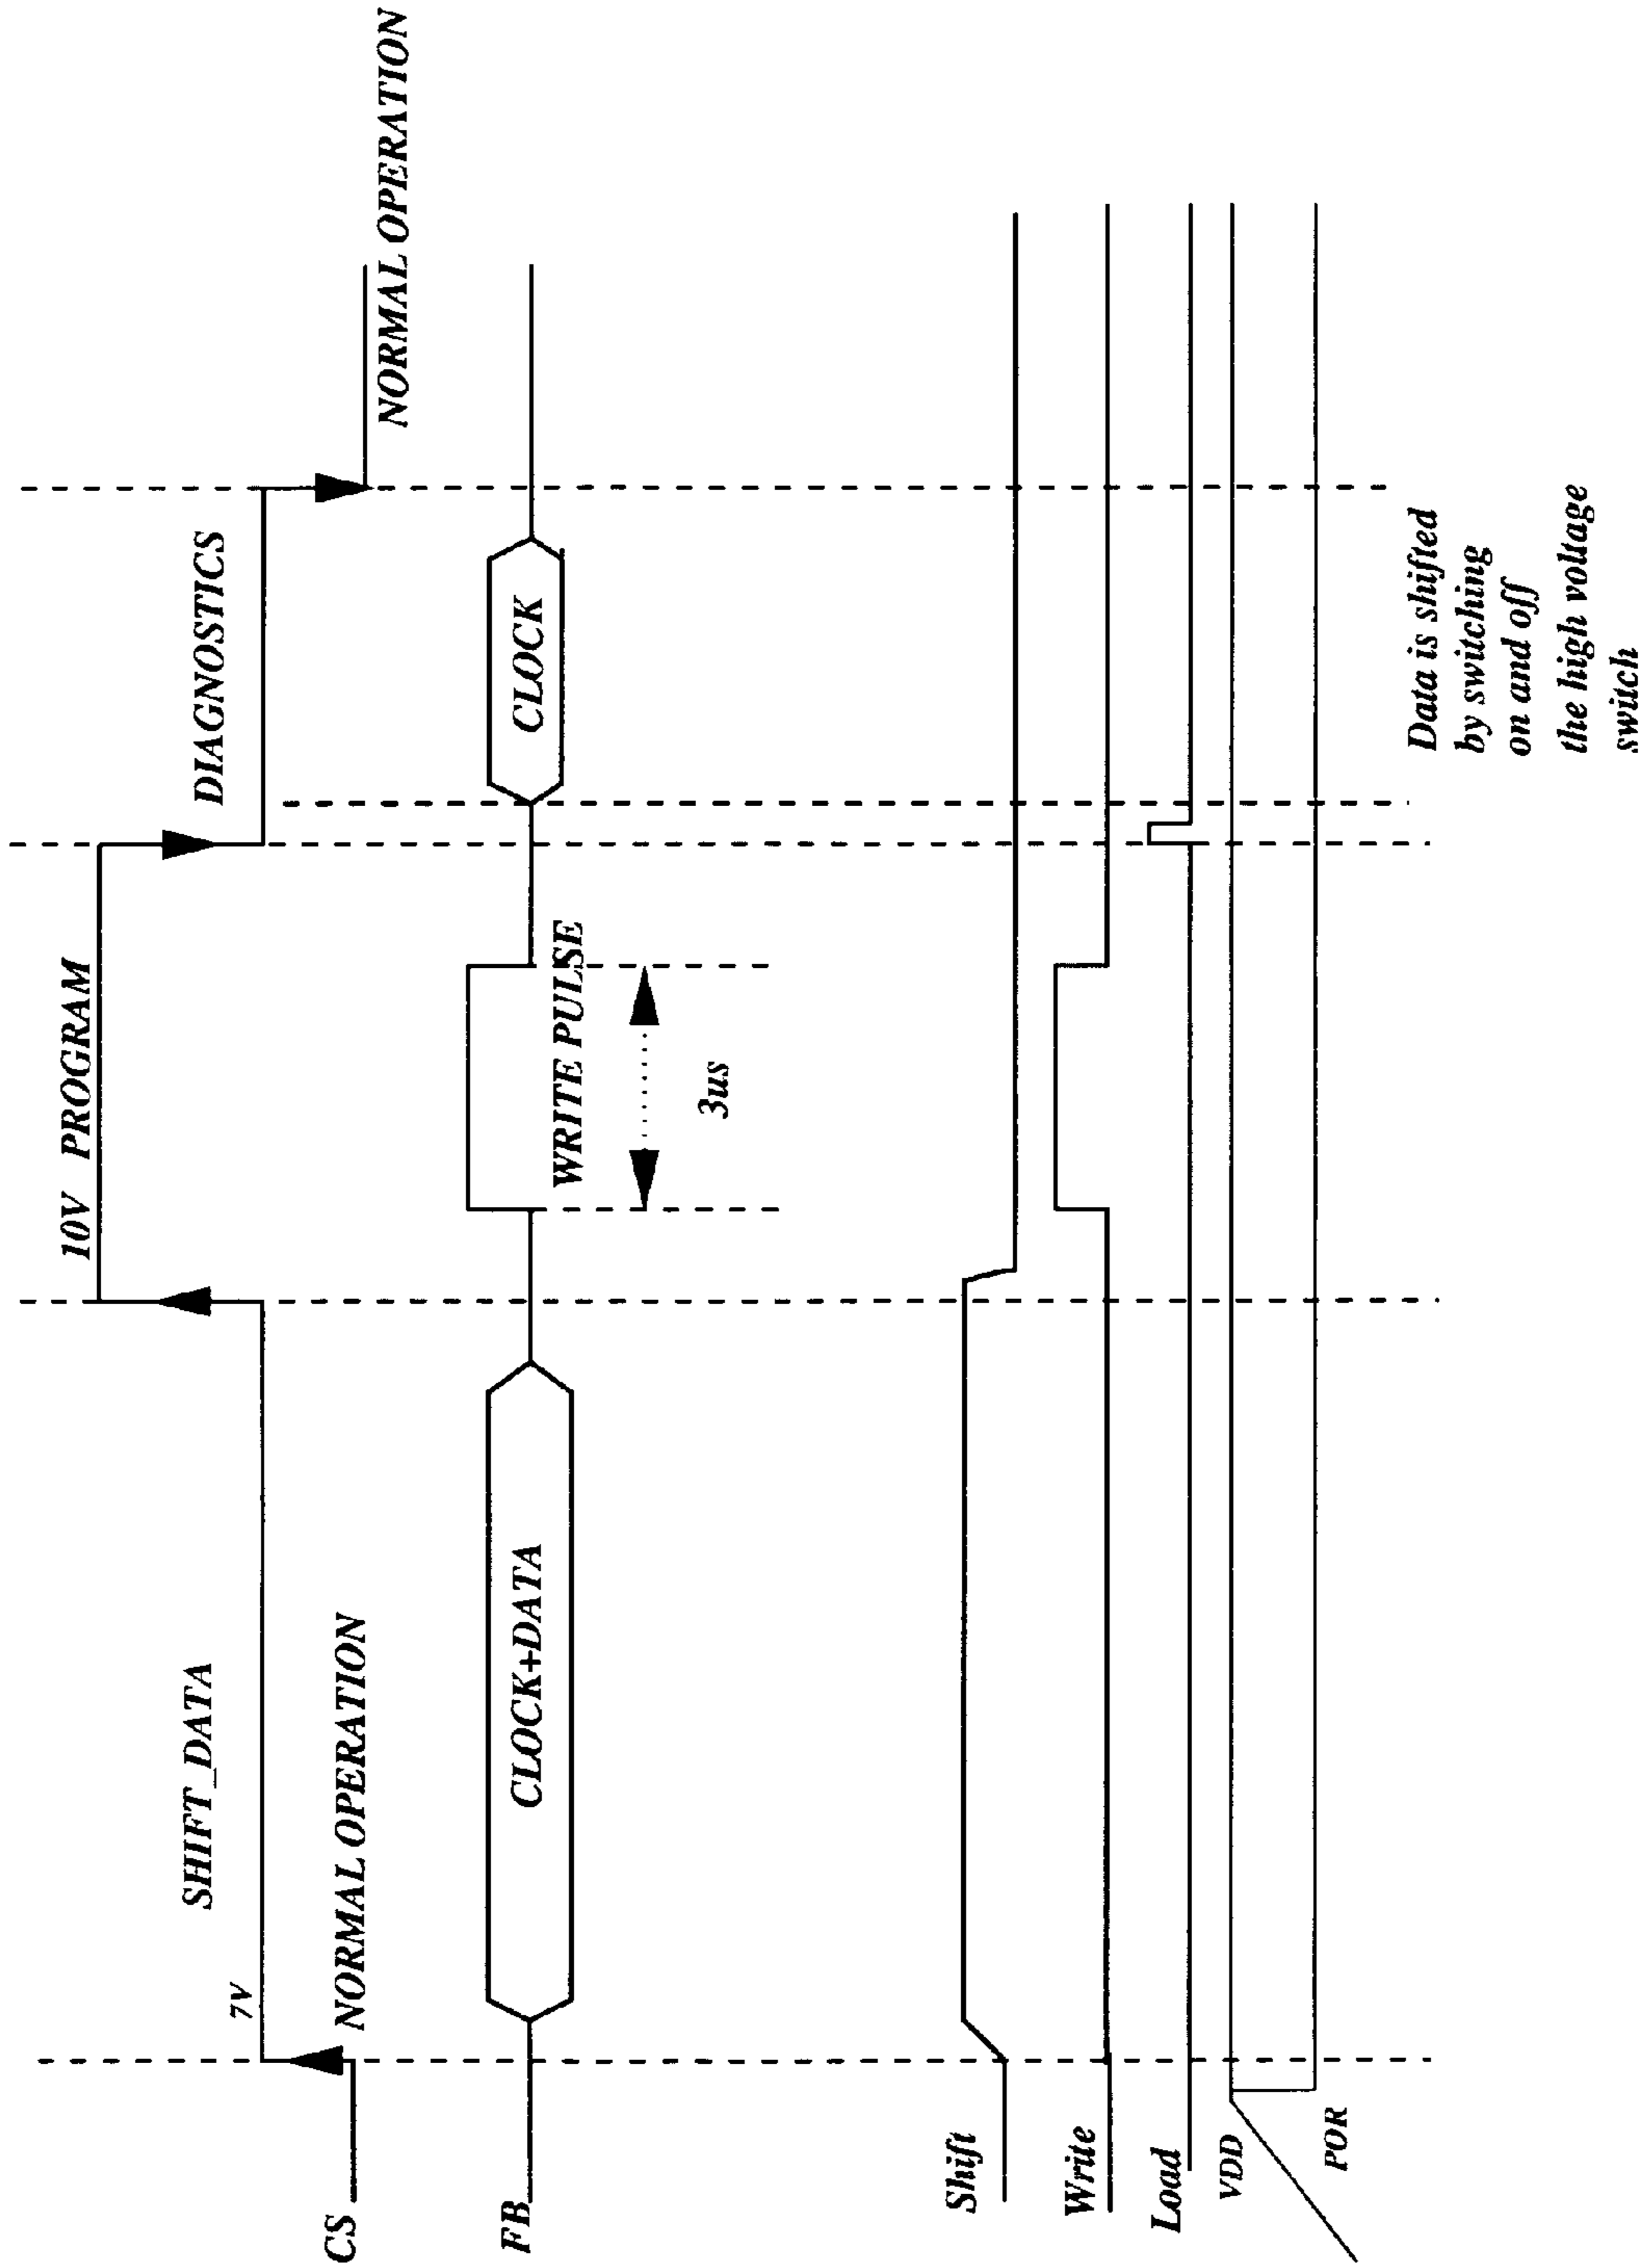 10V PROGRAM
SHIFT_DATA
DIAGNOSTICS
7V
CS
NORMAL OPERATION
NORMAL OPERATION
FB
CLOCK+DATA
CLOCK
WRITE PULSE
3us
Shift
Write
Load
VDD
POR
Data is shifted
by switching
on and off
the high voltage
switch